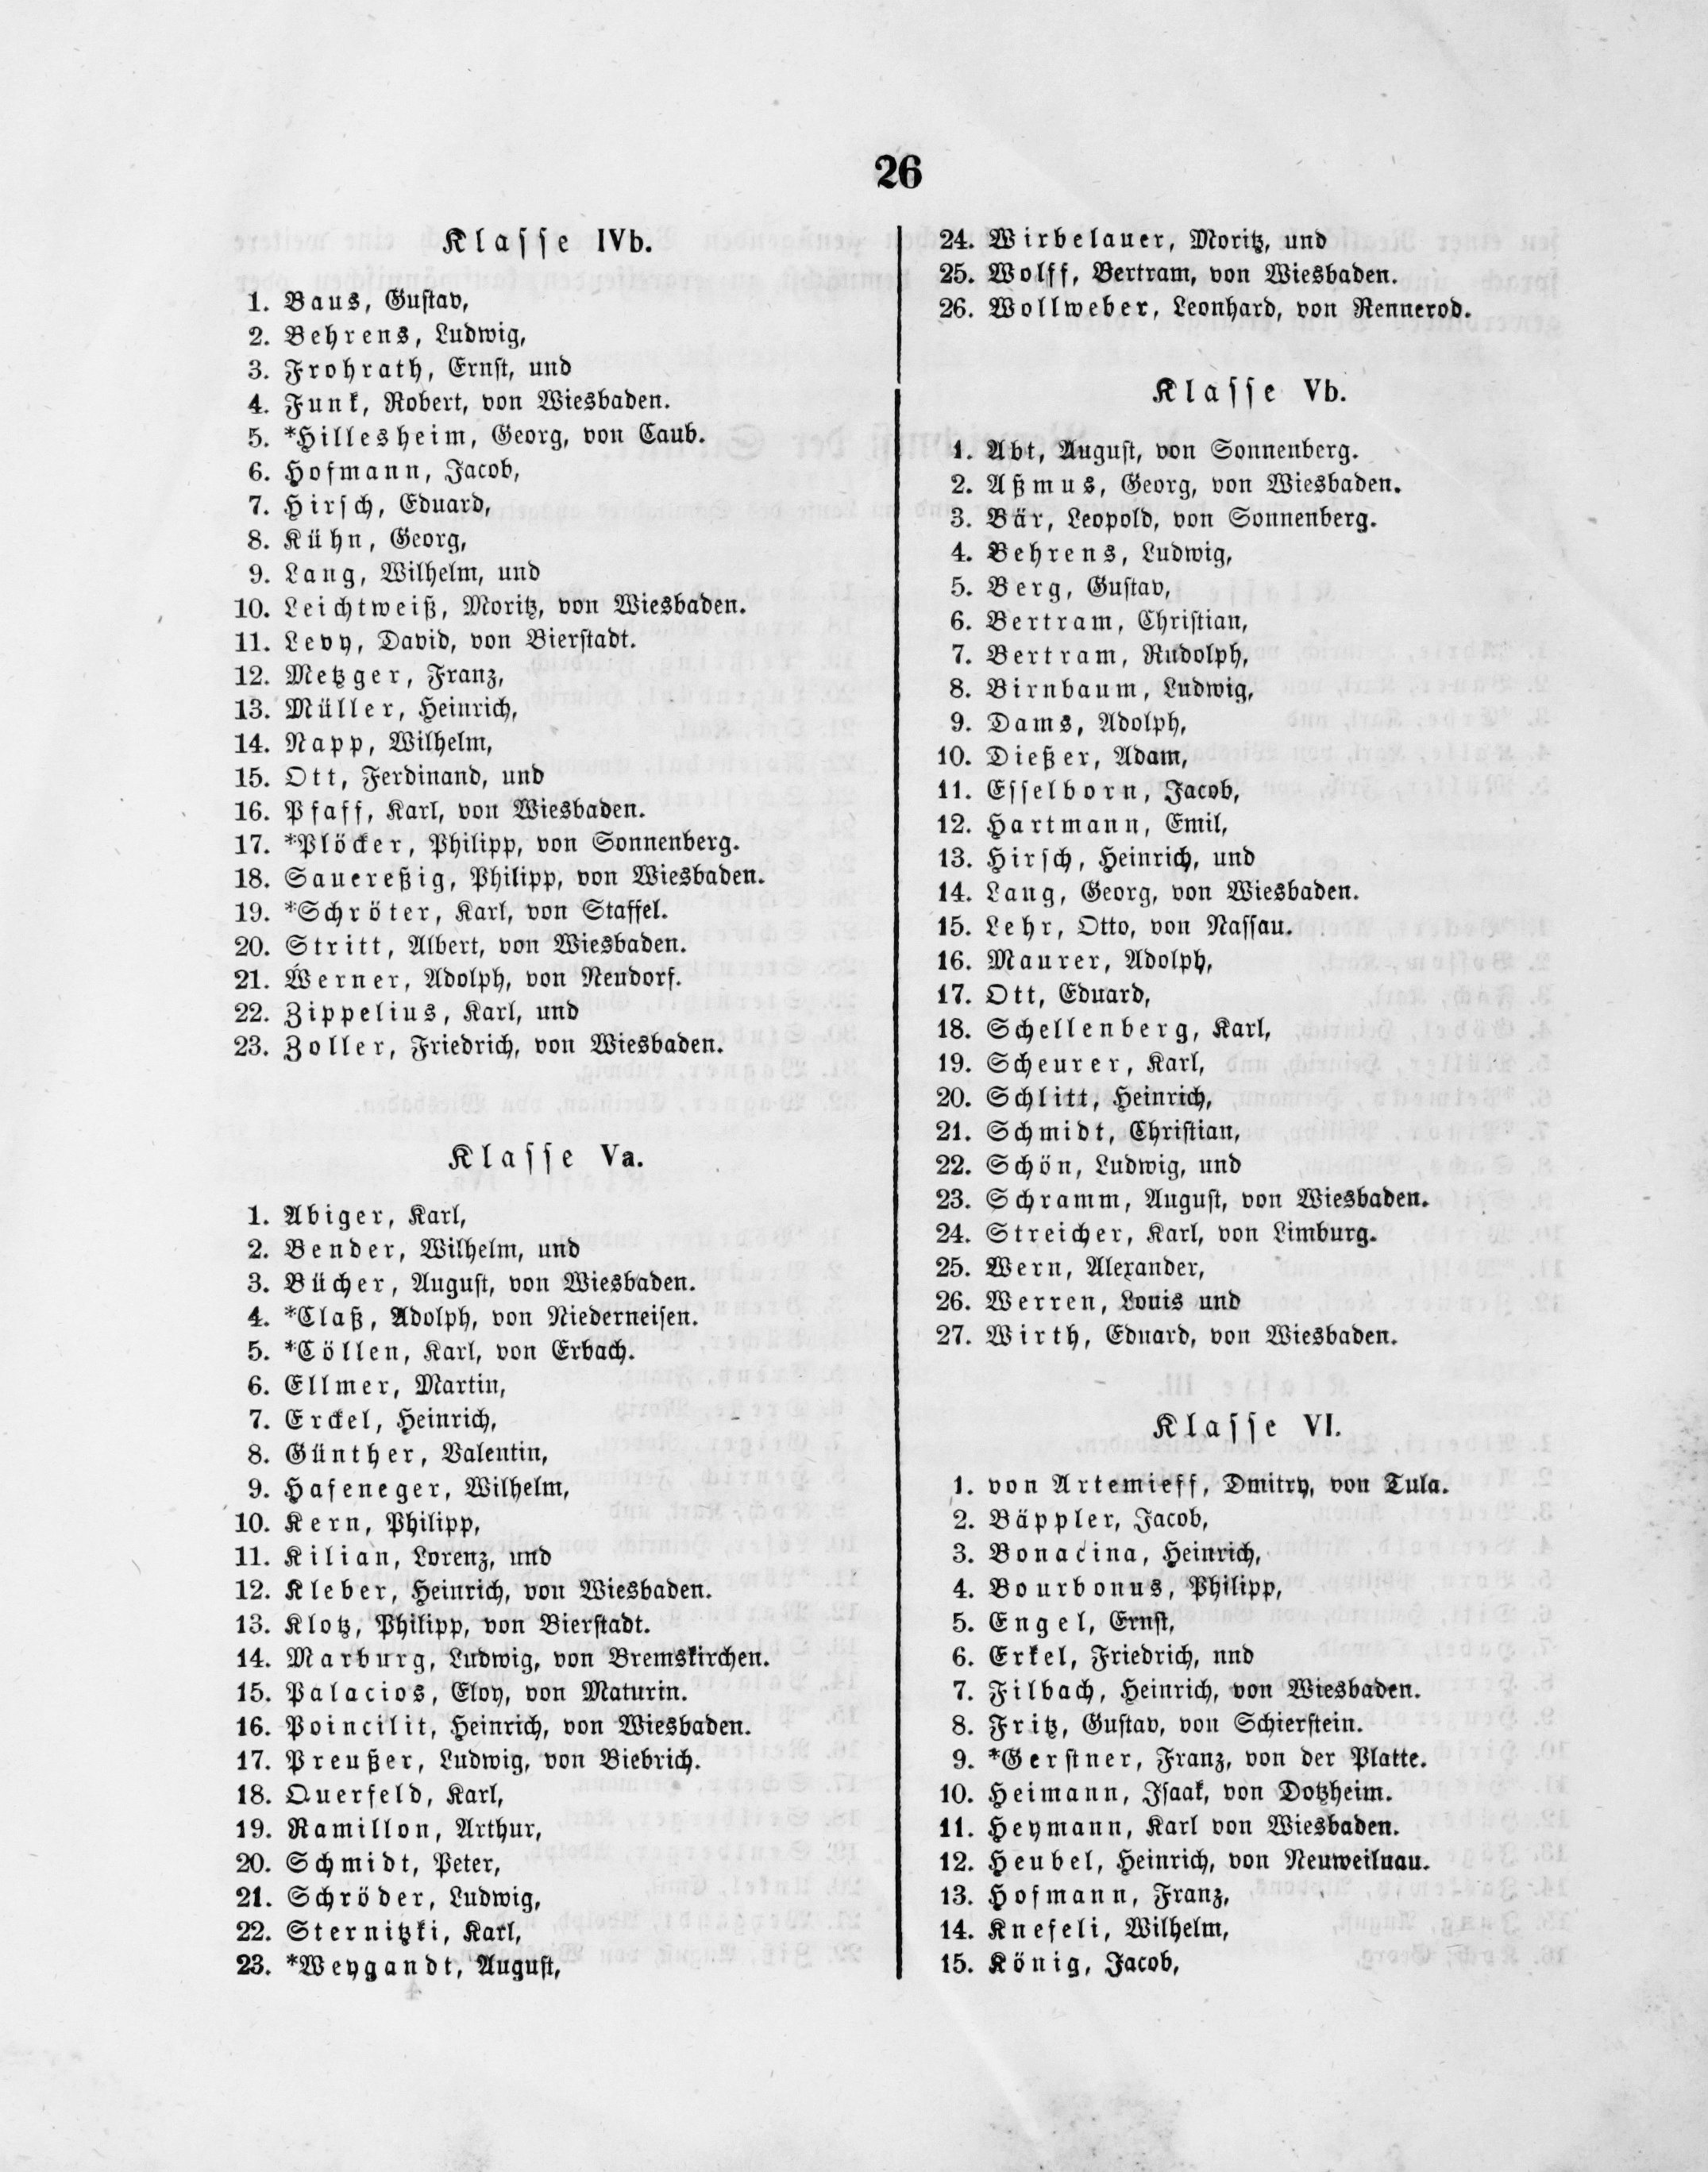 26
Klasse IVb.
1. Baus, Gustav,
2. Behrens, Ludwig,
3. Frohrath, Ernst, und
4. Funk, Robert, von Wiesbaden.
5. *Hillesheim, Georg, von Caub.
6. Hofmann, Jacob,
7. Hirsch, Eduard,
8. Kühn, Georg,
9. Lang, Wilhelm, und
10. Leichtweiß, Moritz, von Wiesbaden.
11. Levy, David, von Bierstadt.
12. Metzger, Franz,
13. Müller, Heinrich,
14. Napp, Wilhelm,
15. Ott, Ferdinand, und
16. Pfaff, Karl, von Wiesbaden.
17. *Plöcker, Philipp, von Sonnenberg.
18. Sauereßig, Philipp, von Wiesbaden.
19. *Schröter, Karl, von Staffel.
20. Stritt, Albert, von Wiesbaden.
21. Werner, Adolph, von Nendorf.
22. Zippelius, Karl, und
23. Zoller, Friedrich, von Wiesbaden.
Klasse Va.
1. Abiger, Karl,
2. Bender, Wilhelm, und
3. Bücher, August, von Wiesbaden.
4. *Claß, Adolph, von Niederneisen.
5. *Cöllen, Karl, von Erbach.
6. Ellmer, Martin,
7. Erckel, Heinrich,
8. Günther, Valentin,
9. Hafeneger, Wilhelm,
10. Kern, Philipp,
11. Kilian, Lorenz, und
12. Kleber, Heinrich, von Wiesbaden.
13. Klotz, Philipp, von Bierstadt.
14. Marburg, Ludwig, von Bremskirchen.
15. Palacios, Eloy, von Maturin.
16. Poincilit, Heinrich, von Wiesbaden.
17. Preußer, Ludwig, von Biebrich.
18. Querfeld, Karl,
19. Ramillon, Arthur,
20. Schmidt, Peter,
21. Schröder, Ludwig,
22. Sternitzki, Karl,
23. *Weygandt, August,
24. Wirbelauer, Moritz, und
25. Wolff, Bertram, von Wiesbaden.
26. Wollweber, Leonhard, von Rennerod.
Klasse Vb.
1. Abt, August, von Sonnenberg.
2. Aßmus, Georg, von Wiesbaden.
3. Bär, Leopold, von Sonnenberg.
4. Behrens, Ludwig,
5. Berg, Gustav,
6. Bertram, Christian,
7. Bertram, Rudolph,
8. Birnbaum, Ludwig,
9. Dams, Adolph,
10. Dießer, Adam,
11. Esselborn, Jacob,
12. Hartmann, Emil,
13. Hirsch, Heinrich, und
14. Lang, Georg, von Wiesbaden.
15. Lehr, Otto, von Nassau.
16. Maurer, Adolph,
17. Ott, Eduard,
18. Schellenberg, Karl,
19. Scheurer, Karl,
20. Schlitt, Heinrich,
21. Schmidt, Christian,
22. Schön, Ludwig, und
23. Schramm, August, von Wiesbaden.
24. Streicher, Karl, von Limburg.
25. Wern, Alexander,
26. Werren, Louis und
27. Wirth, Eduard, von Wiesbaden.
Klasse VI.
1. von Artemieff, Dmitry, von Tula.
2. Bäppler, Jacob,
3. Bonacina, Heinrich,
4. Bourbonus, Philipp,
5. Engel, Ernst,
6. Erkel, Friedrich, nnd
7. Filbach, Heinrich, von Wiesbaden.
8. Fritz, Gustav, von Schierstein.
9. *Gerstner, Franz, von der Platte.
10. Heimann, Isaak, von Dotzheim.
11. Heymann, Karl von Wiesbaden.
12. Heubel, Heinrich, von Neuweilnau.
13. Hofmann, Franz,
14. Knefeli, Wilhelm,
15. König, Jacob,